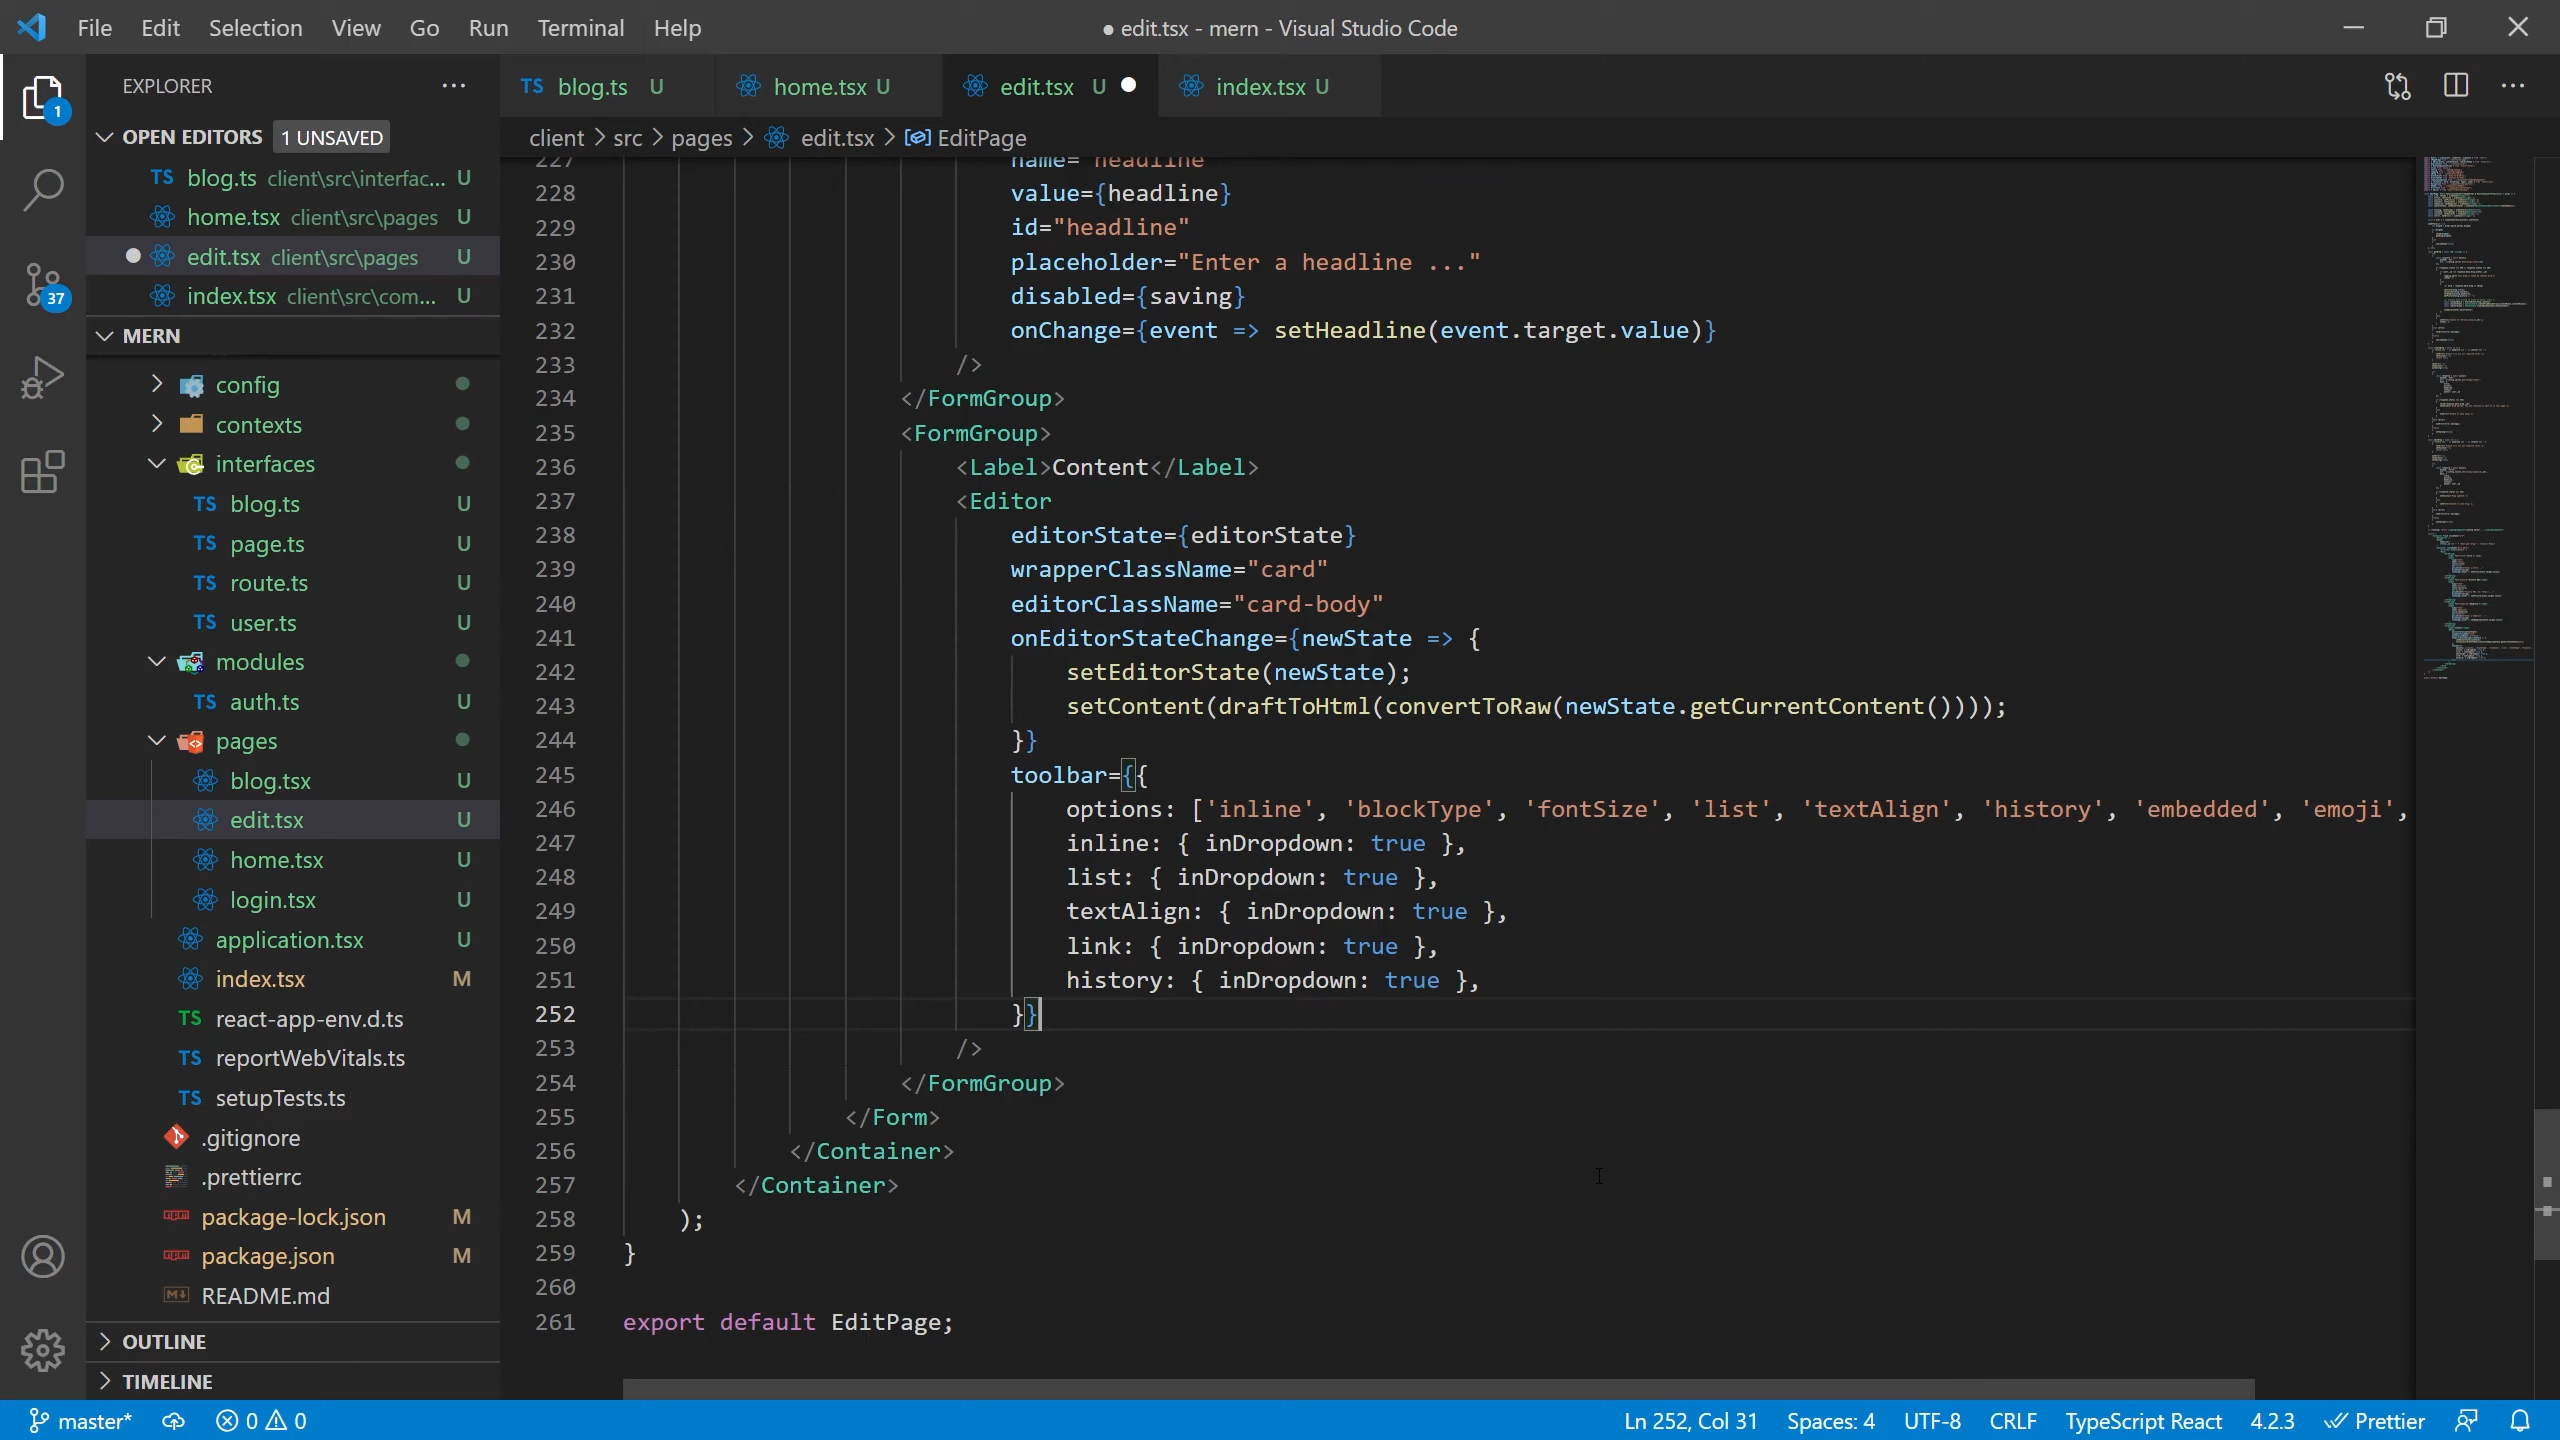 File Edit Selection View Go Run Terminal Help
● edit.tsx - mern - Visual Studio Code
EXPLORER
OPEN EDITORS 1 UNSAVED
TS blog.ts client\src\interfac... U
home.tsx client\src\pages U
edit.tsx client\src\pages U
index.tsx client\src\com... U
MERN
config
contexts
interfaces
TS blog.ts U
TS page.ts U
TS route.ts U
TS user.ts U
modules
TS auth.ts U
pages
blog.tsx U
edit.tsx U
home.tsx U
login.tsx U
application.tsx U
index.tsx M
TS react-app-env.d.ts
TS reportWebVitals.ts
TS setupTests.ts
.gitignore
.prettierrc
package-lock.json M
package.json M
README.md
OUTLINE
TIMELINE
1
37
TS blog.ts U
home.tsx U
edit.tsx U
index.tsx U
client > src > pages > edit.tsx > EditPage
227 name="headline"
228 value={headline}
229 id="headline"
230 placeholder="Enter a headline ..."
231 disabled={saving}
232 onChange={event => setHeadline(event.target.value)}
233 />
234 </FormGroup>
235 <FormGroup>
236 <Label>Content</Label>
237 <Editor
238 editorState={editorState}
239 wrapperClassName="card"
240 editorClassName="card-body"
241 onEditorStateChange={newState => {
242 setEditorState(newState);
243 setContent(draftToHtml(convertToRaw(newState.getCurrentContent())));
244 }}
245 toolbar={{
246 options: ['inline', 'blockType', 'fontSize', 'list', 'textAlign', 'history', 'embedded', 'emoji',
247 inline: { inDropdown: true },
248 list: { inDropdown: true },
249 textAlign: { inDropdown: true },
250 link: { inDropdown: true },
251 history: { inDropdown: true },
252 }}
253 />
254 </FormGroup>
255 </Form>
256 </Container>
257 </Container>
258 );
259 }
260
261 export default EditPage;
master* 0 0 Ln 252, Col 31 Spaces: 4 UTF-8 CRLF TypeScript React 4.2.3 Prettier